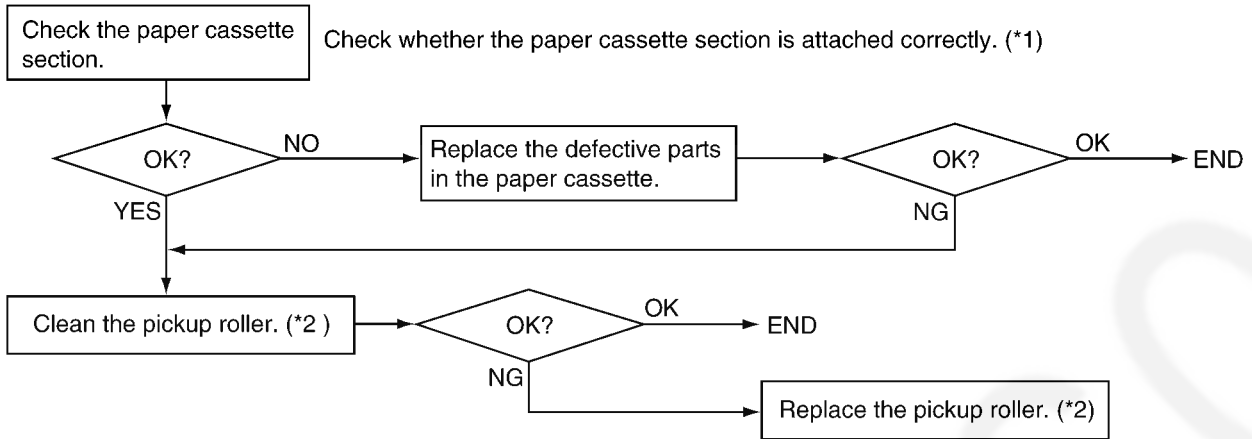 Check the paper cassette
section.
Check whether the paper cassette section is attached correctly. (*1)
OK?
NO
YES
Replace the defective parts
in the paper cassette.
OK?
OK
END
NG
Clean the pickup roller. (*2 )
OK?
OK
END
NG
Replace the pickup roller. (*2)